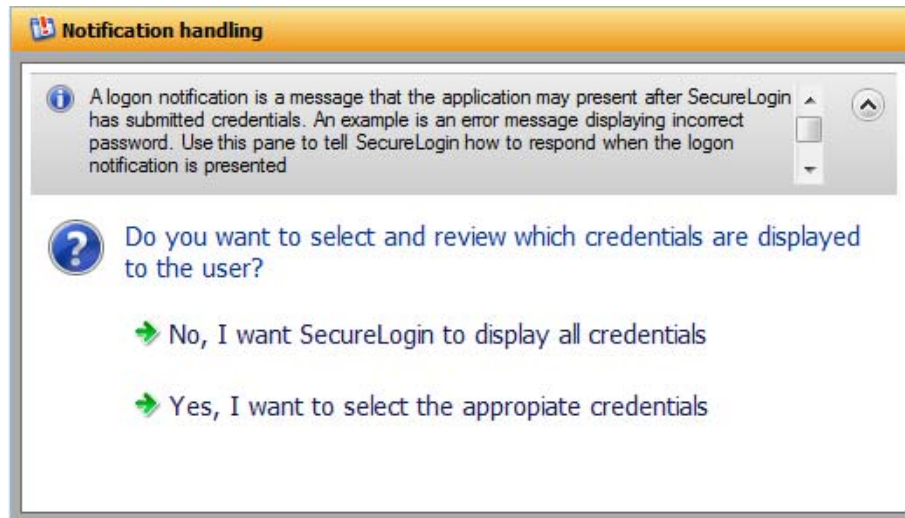 Notification handling
A logon notification is a message that the application may present after SecureLogin
has submitted credentials. An example is an error message displaying incorrect
password. Use this pane to tell SecureLogin how to respond when the logon
notification is presented
Do you want to select and review which credentials are displayed
to the user?
No, I want SecureLogin to display all credentials
Yes, I want to select the appropiate credentials